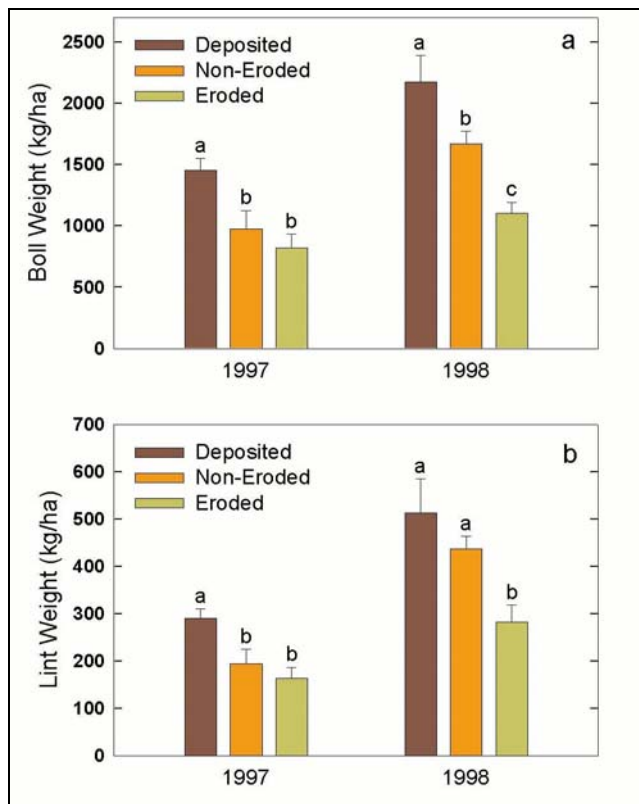 a
Deposited
Non-Eroded
Eroded
Boll Weight (kg/ha)
2500
2000
1500
1000
500
0
a
b
b
a
b
c
1997
1998
b
Deposited
Non-Eroded
Eroded
Lint Weight (kg/ha)
700
600
500
400
300
200
100
0
a
b
b
a
a
b
1997
1998